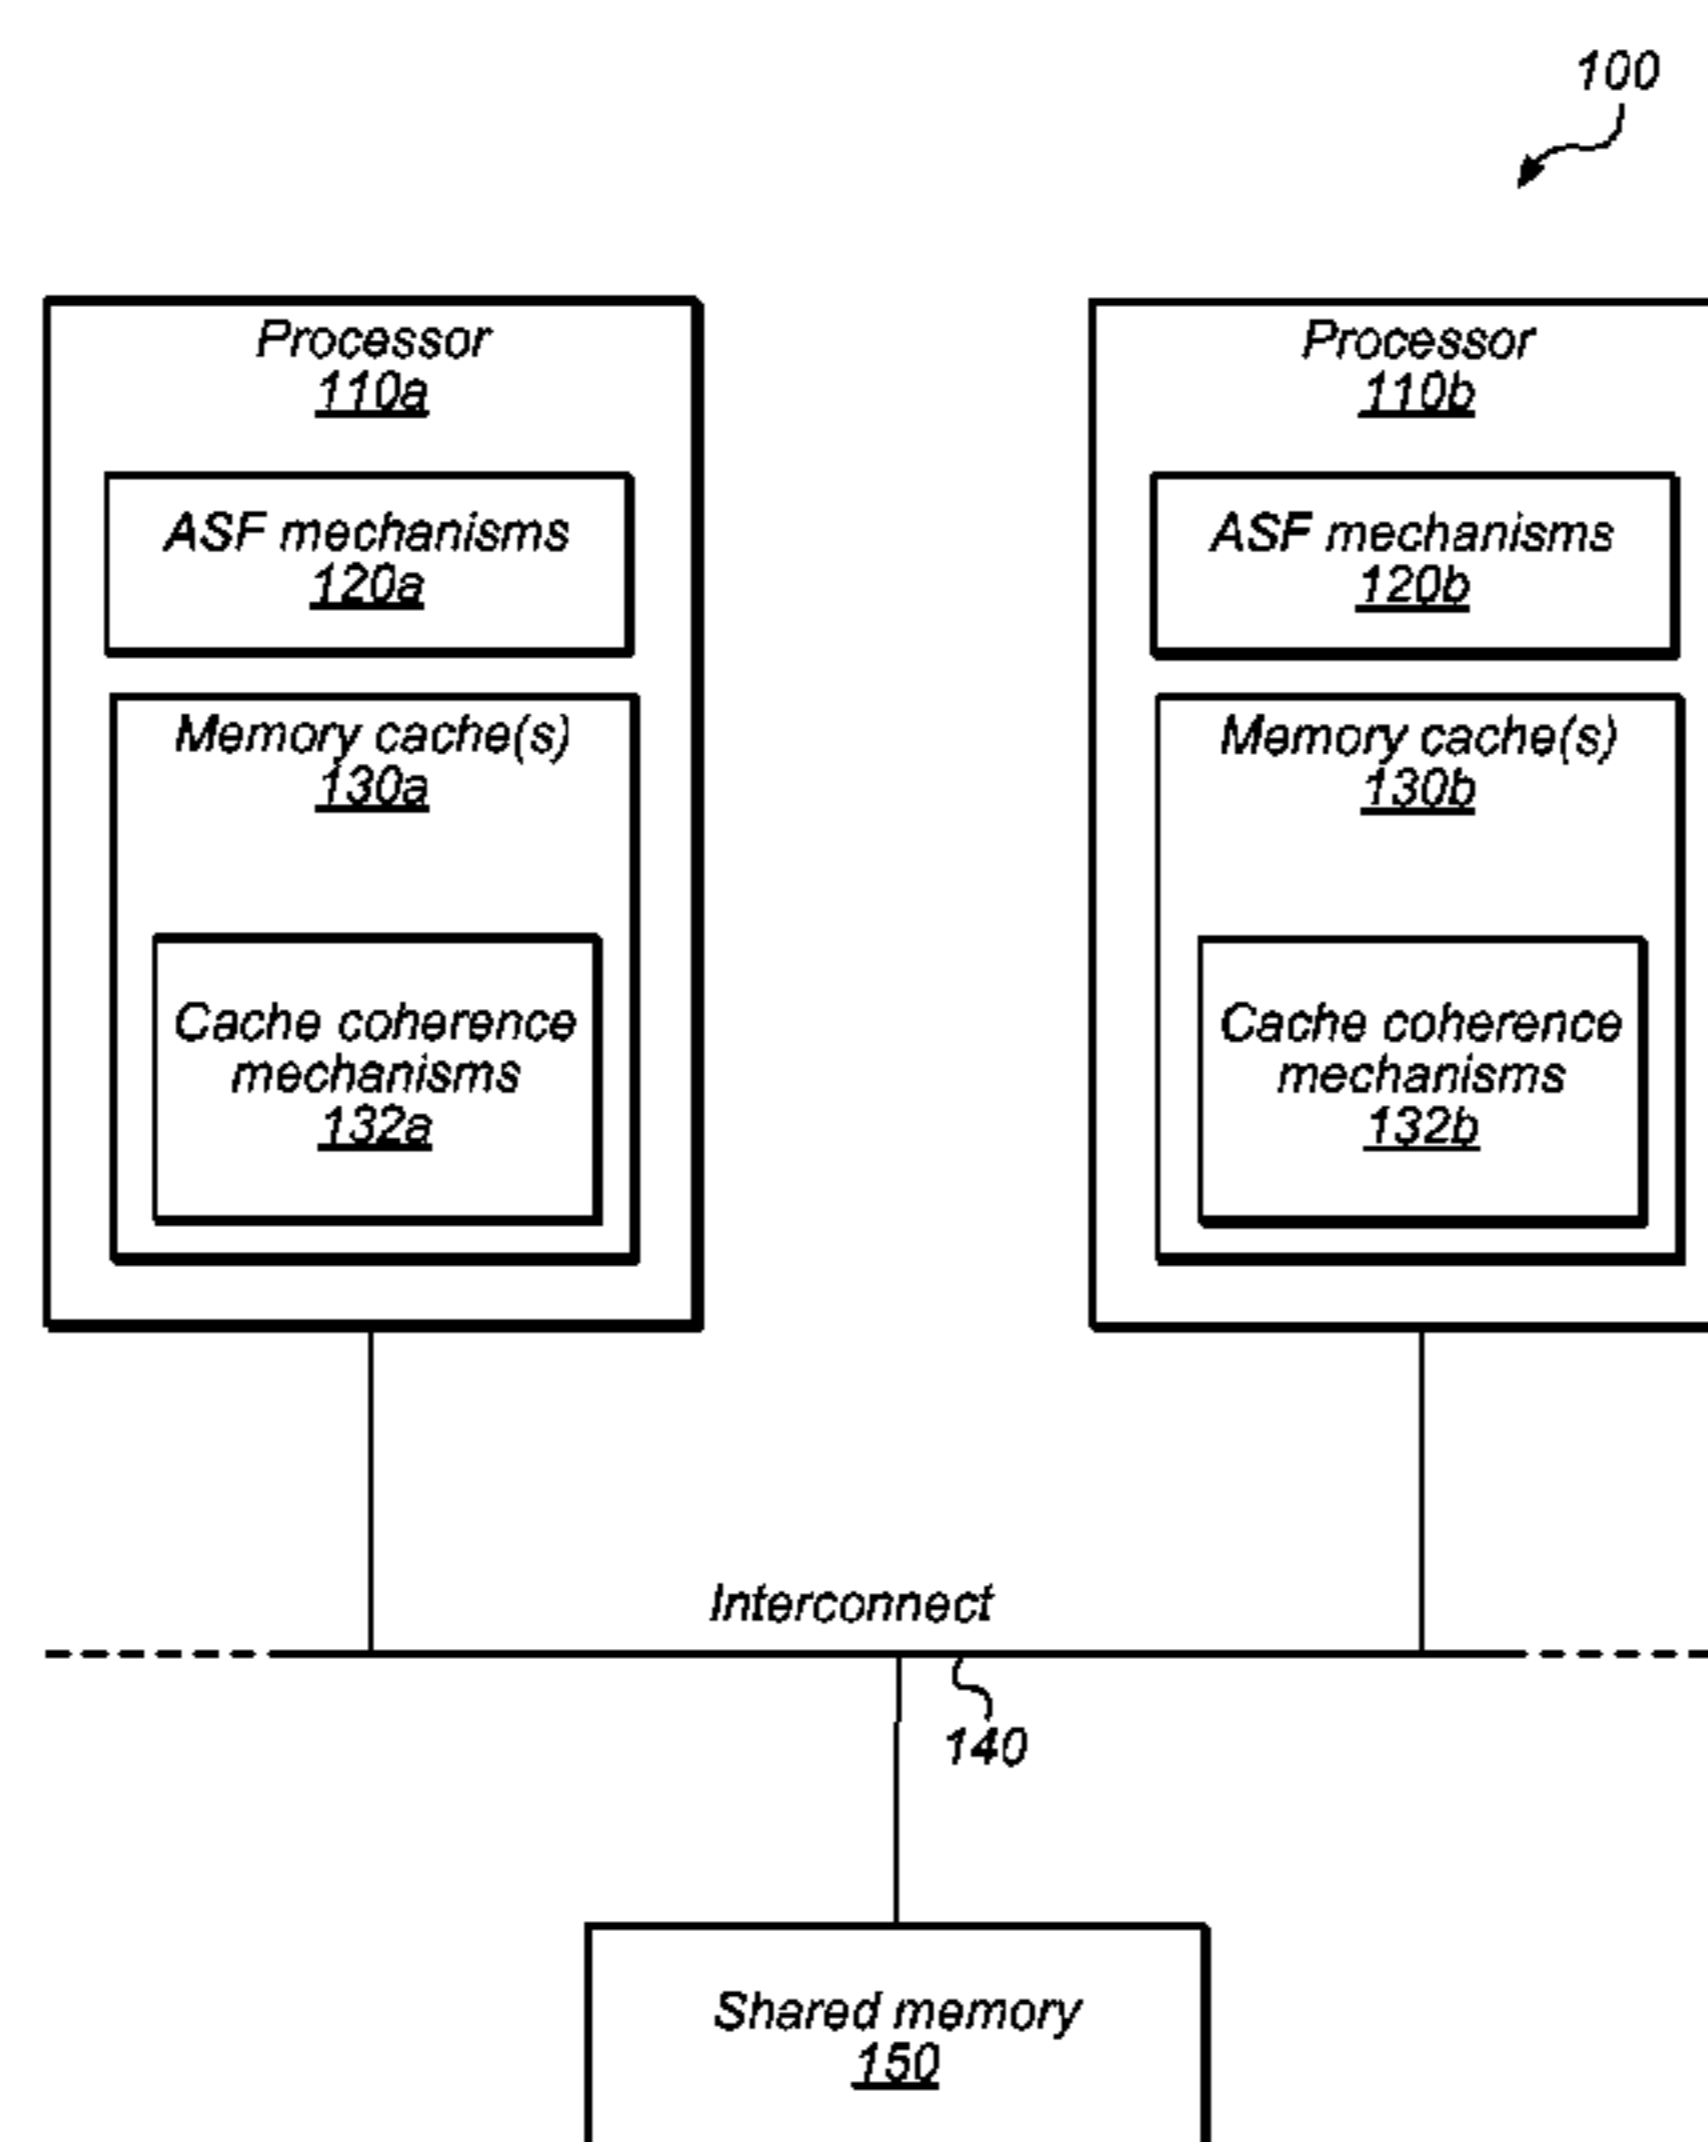 100
Processor
110a
ASF mechanisms
120a
Memory cache(s)
130a
Cache coherence
mechanisms
132a
Processor
110b
ASF mechanisms
120b
Memory cache(s)
130b
Cache coherence
mechanisms
132b
Interconnect
140
Shared memory
150